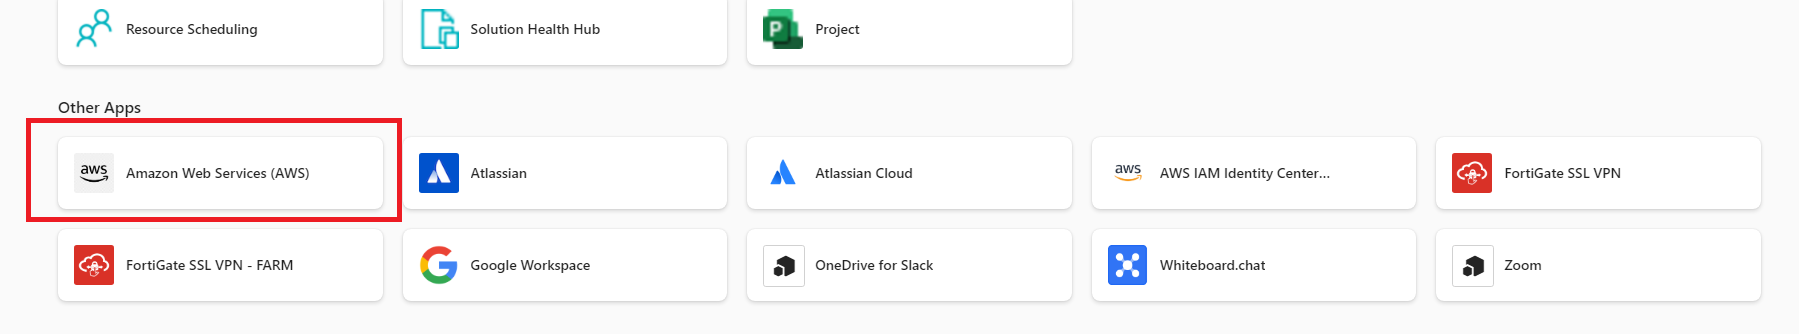 Resource Scheduling
Solution Health Hub
P
Project
Other Apps
aws
Amazon Web Services (AWS)
Atlassian
Atlassian Cloud
aws
AWS IAM Identity Center...
FortiGate SSL VPN
FortiGate SSL VPN - FARM
Google Workspace
OneDrive for Slack
Whiteboard.chat
Zoom